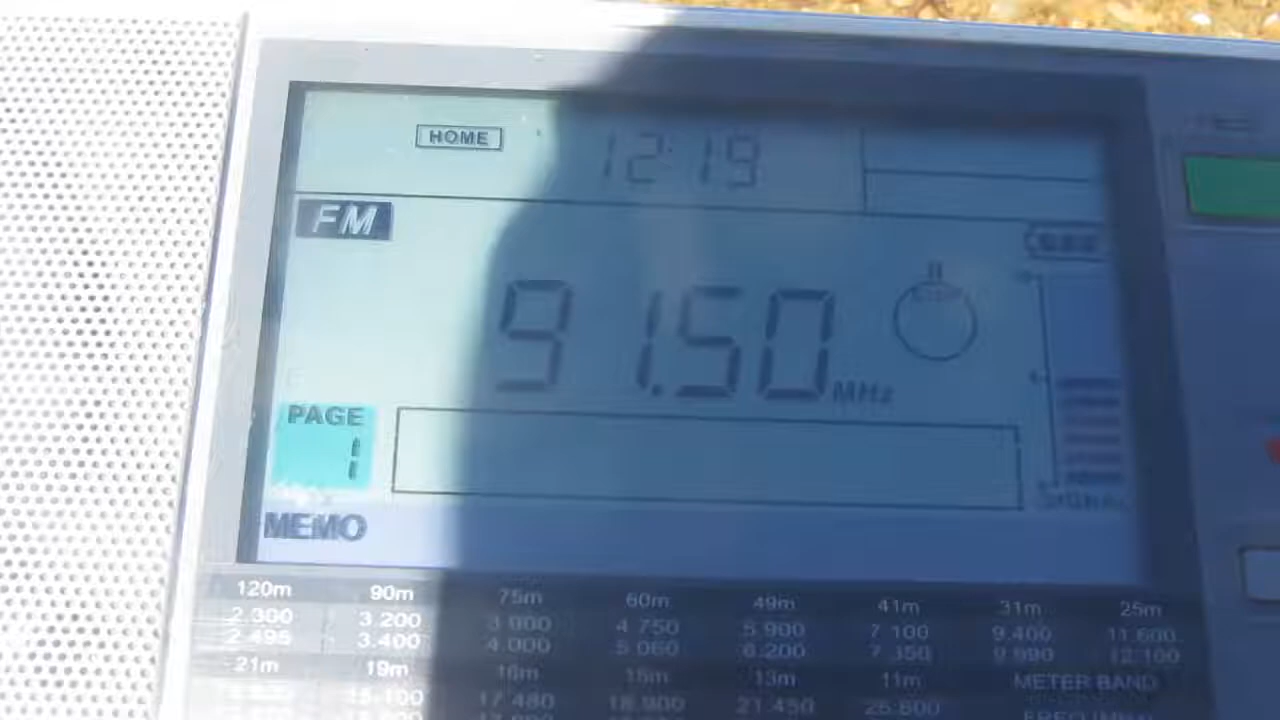 HOME 12:19
FM
91.50 MHz
PAGE
1
MEMO
SIGNAL
120m 90m 75m 60m 49m 41m 31m 25m
2.300 3.200 3.900 4.750 5.900 7.100 9.400 11.600
2.495 3.400 4.000 5.060 6.200 7.350 9.990 12.100
21m 19m 16m 15m 13m 11m METER BAND
15.100 17.480 18.900 21.450 25.800